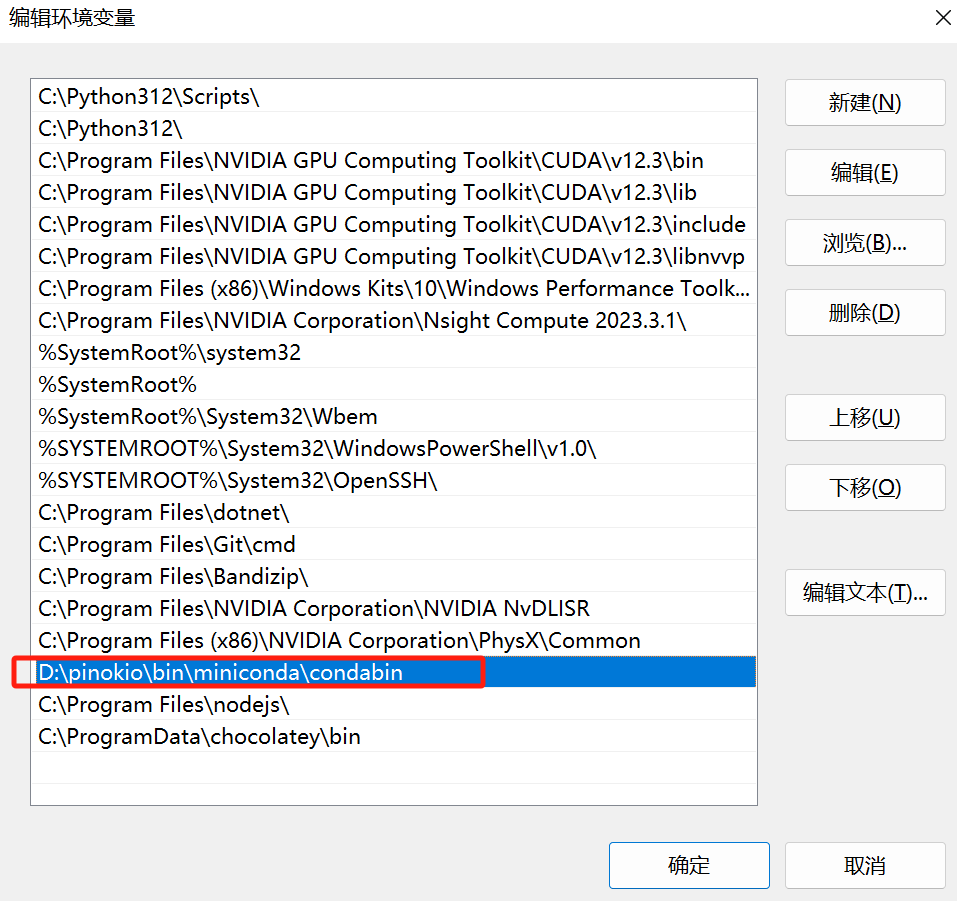 编辑环境变量
C:\Python312\Scripts\
C:\Python312\
C:\Program Files\NVIDIA GPU Computing Toolkit\CUDA\v12.3\bin
C:\Program Files\NVIDIA GPU Computing Toolkit\CUDA\v12.3\lib
C:\Program Files\NVIDIA GPU Computing Toolkit\CUDA\v12.3\include
C:\Program Files\NVIDIA GPU Computing Toolkit\CUDA\v12.3\libnvvp
C:\Program Files (x86)\Windows Kits\10\Windows Performance Toolk...
C:\Program Files\NVIDIA Corporation\Nsight Compute 2023.3.1\
%SystemRoot%\system32
%SystemRoot%
%SystemRoot%\System32\Wbem
%SYSTEMROOT%\System32\WindowsPowerShell\v1.0\
%SYSTEMROOT%\System32\OpenSSH\
C:\Program Files\dotnet\
C:\Program Files\Git\cmd
C:\Program Files\Bandizip\
C:\Program Files\NVIDIA Corporation\NVIDIA NvDLISR
C:\Program Files (x86)\NVIDIA Corporation\PhysX\Common
D:\pinokio\bin\miniconda\condabin
C:\Program Files\nodejs\
C:\ProgramData\chocolatey\bin
新建(N)
编辑(E)
浏览(B)...
删除(D)
上移(U)
下移(O)
编辑文本(T)...
确定
取消